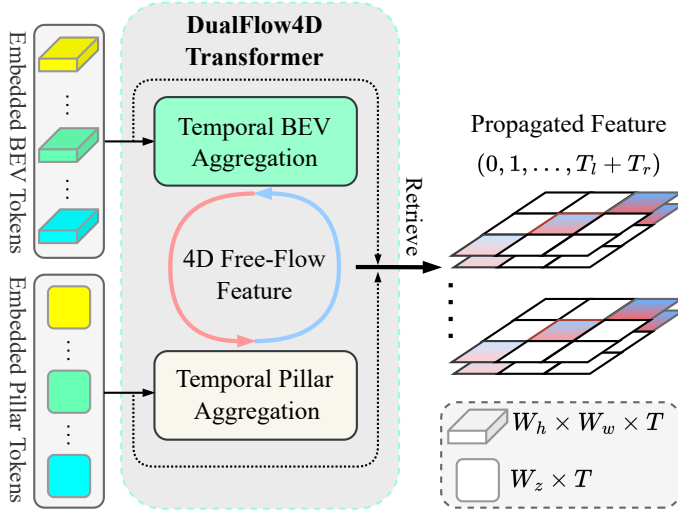 Embedded BEV Tokens
Embedded Pillar Tokens
DualFlow4D
Transformer
Temporal BEV
Aggregation
4D Free-Flow
Feature
Temporal Pillar
Aggregation
Retrieve
Propagated Feature
(0, 1, . . . , T_l + T_r)
W_h × W_w × T
W_z × T